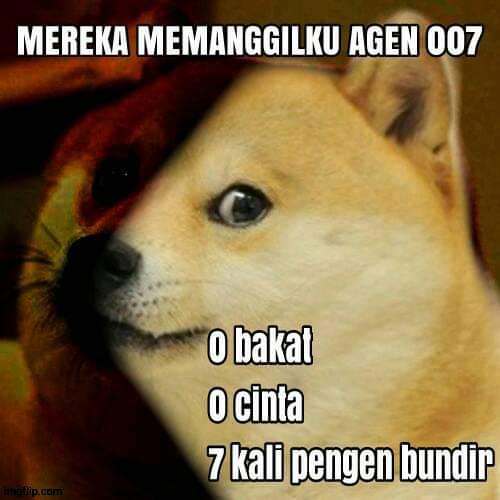 MEREKA MEMANGGILKU AGEN 007
0 bakat
0 cinta
7 kali pengen bundir
imgflip.com